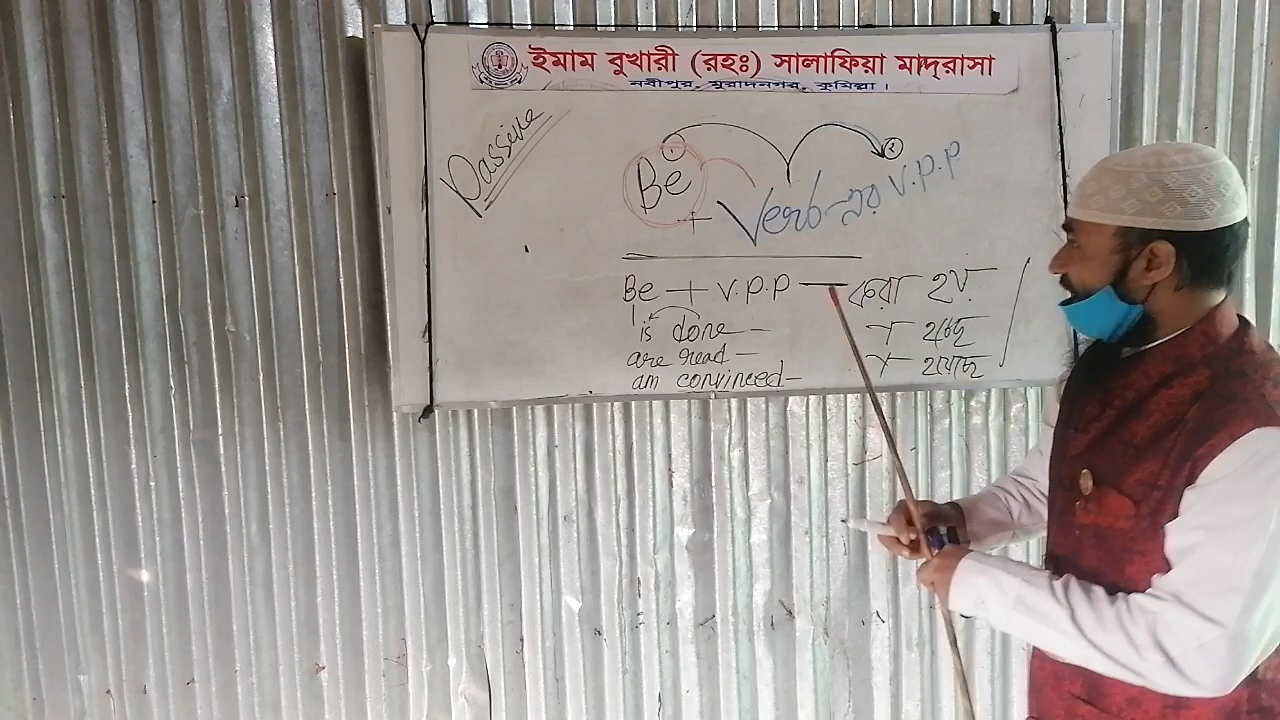 ইমাম বুখারী (রহঃ) সালাফিয়া মাদ্‌রাসা
নবীপুর, মুরাদনগর, কুমিল্লা।
Passive
Be + Verb এর v.p.p
Be + v.p.p — করা হয়
is done — + হচ্ছে
are read — + হয়েছে
am convinced —